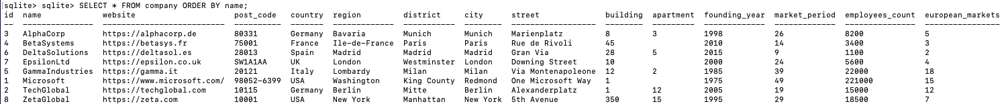 sqlite> sqlite> SELECT * FROM company ORDER BY name;
id  name             website                    post_code   country  region         district     city      street             building  apartment  founding_year  market_period  employees_count  european_markets
--  ---------------  -------------------------  ----------  -------  -------------  -----------  --------  -----------------  --------  ---------  -------------  -------------  ---------------  ----------------
3   AlphaCorp        https://alphacorp.de       80331       Germany  Bavaria        Munich       Munich    Marienplatz        8         3          1998           26             8200             5
4   BetaSystems      https://betasys.fr         75001       France   Ile-de-France  Paris        Paris     Rue de Rivoli      45                   2010           14             3400             3
6   DeltaSolutions   https://deltasol.es        28013       Spain    Madrid         Madrid       Madrid    Gran Via           28        5          2015           9              1100             2
7   EpsilonLtd       https://epsilon.co.uk      SW1A1AA     UK       London         Westminster  London    Downing Street     10                   2000           24             5600             4
5   GammaIndustries  https://gamma.it           20121       Italy    Lombardy       Milan        Milan     Via Montenapoleone 12        2          1985           39             22000            18
1   Microsoft        https://www.microsoft.com/ 98052-6399  USA      Washington     King County  Redmond   One Microsoft Way  1                    1975           49             221000           15
2   TechGlobal       https://techglobal.com     10115       Germany  Berlin         Mitte        Berlin    Alexanderplatz     1         12         2005           19             15000            12
8   ZetaGlobal       https://zeta.com           10001       USA      New York       Manhattan    New York  5th Avenue         350       15         1995           29             18500            7